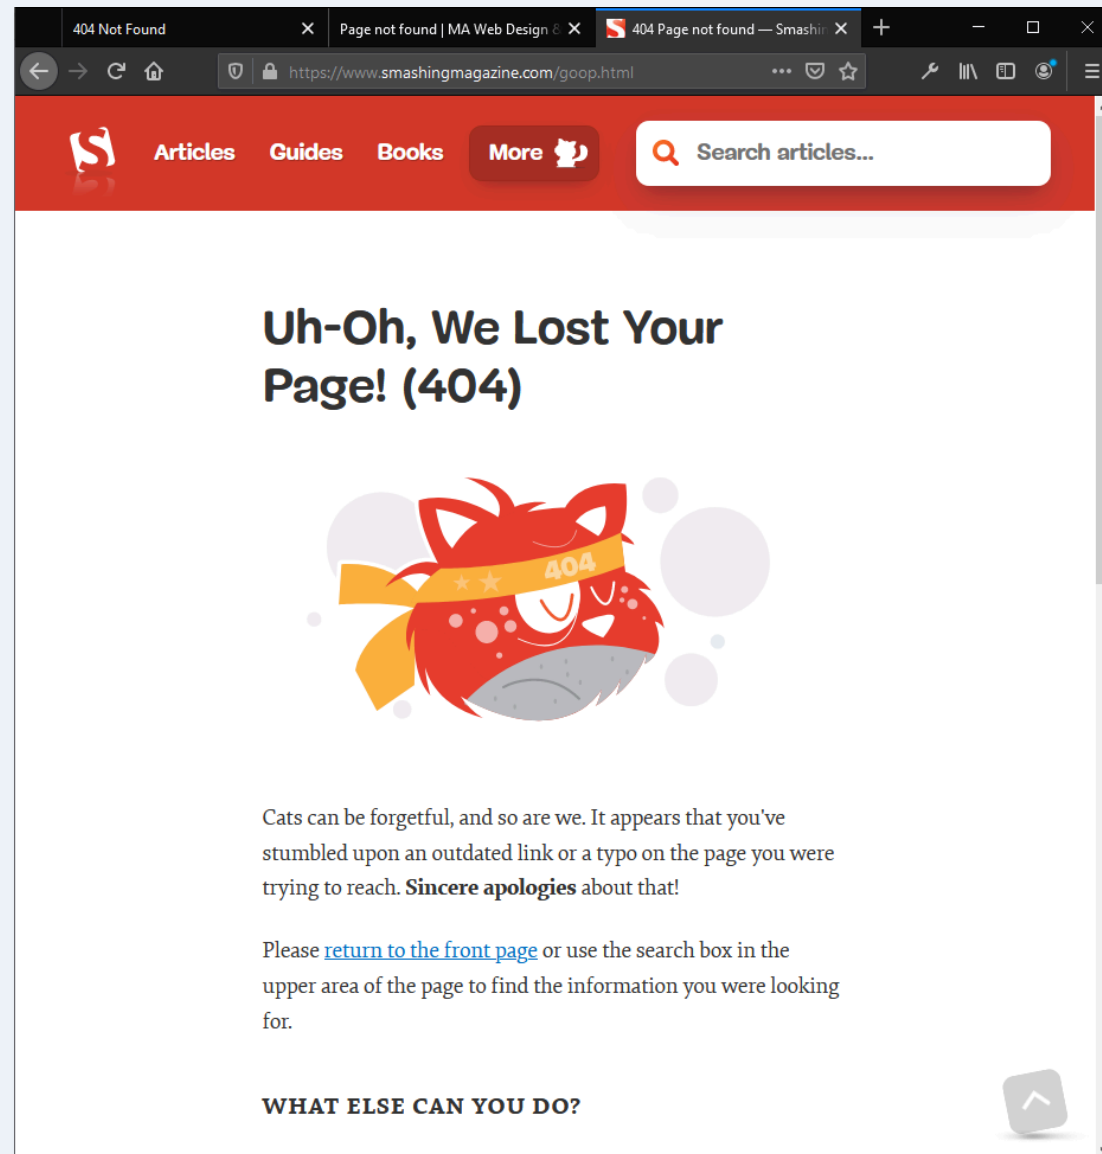 404 Not Found
Page not found | MA Web Design &
404 Page not found — Smashin
https://www.smashingmagazine.com/goop.html
S
Articles Guides Books More
Search articles...
Uh-Oh, We Lost Your
Page! (404)
404
Cats can be forgetful, and so are we. It appears that you've
stumbled upon an outdated link or a typo on the page you were
trying to reach. Sincere apologies about that!
Please return to the front page or use the search box in the
upper area of the page to find the information you were looking
for.
WHAT ELSE CAN YOU DO?